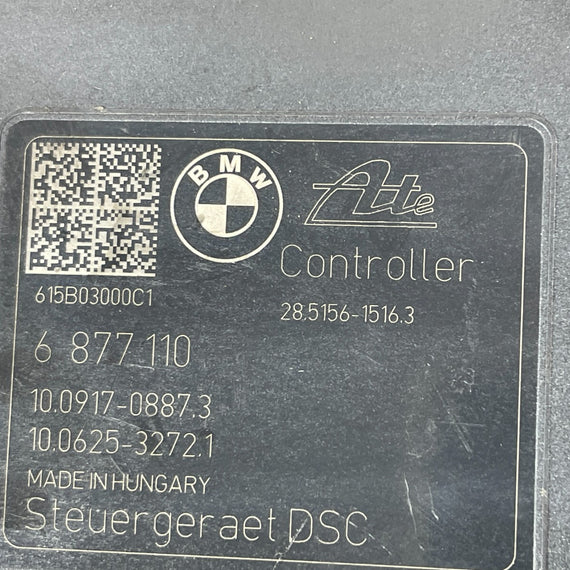 BMW
Ate
Controller
615B03000C1
28.5156-1516.3
6 877 110
10.0917-0887.3
10.0625-3272.1
MADE IN HUNGARY
Steuergeraet DSC